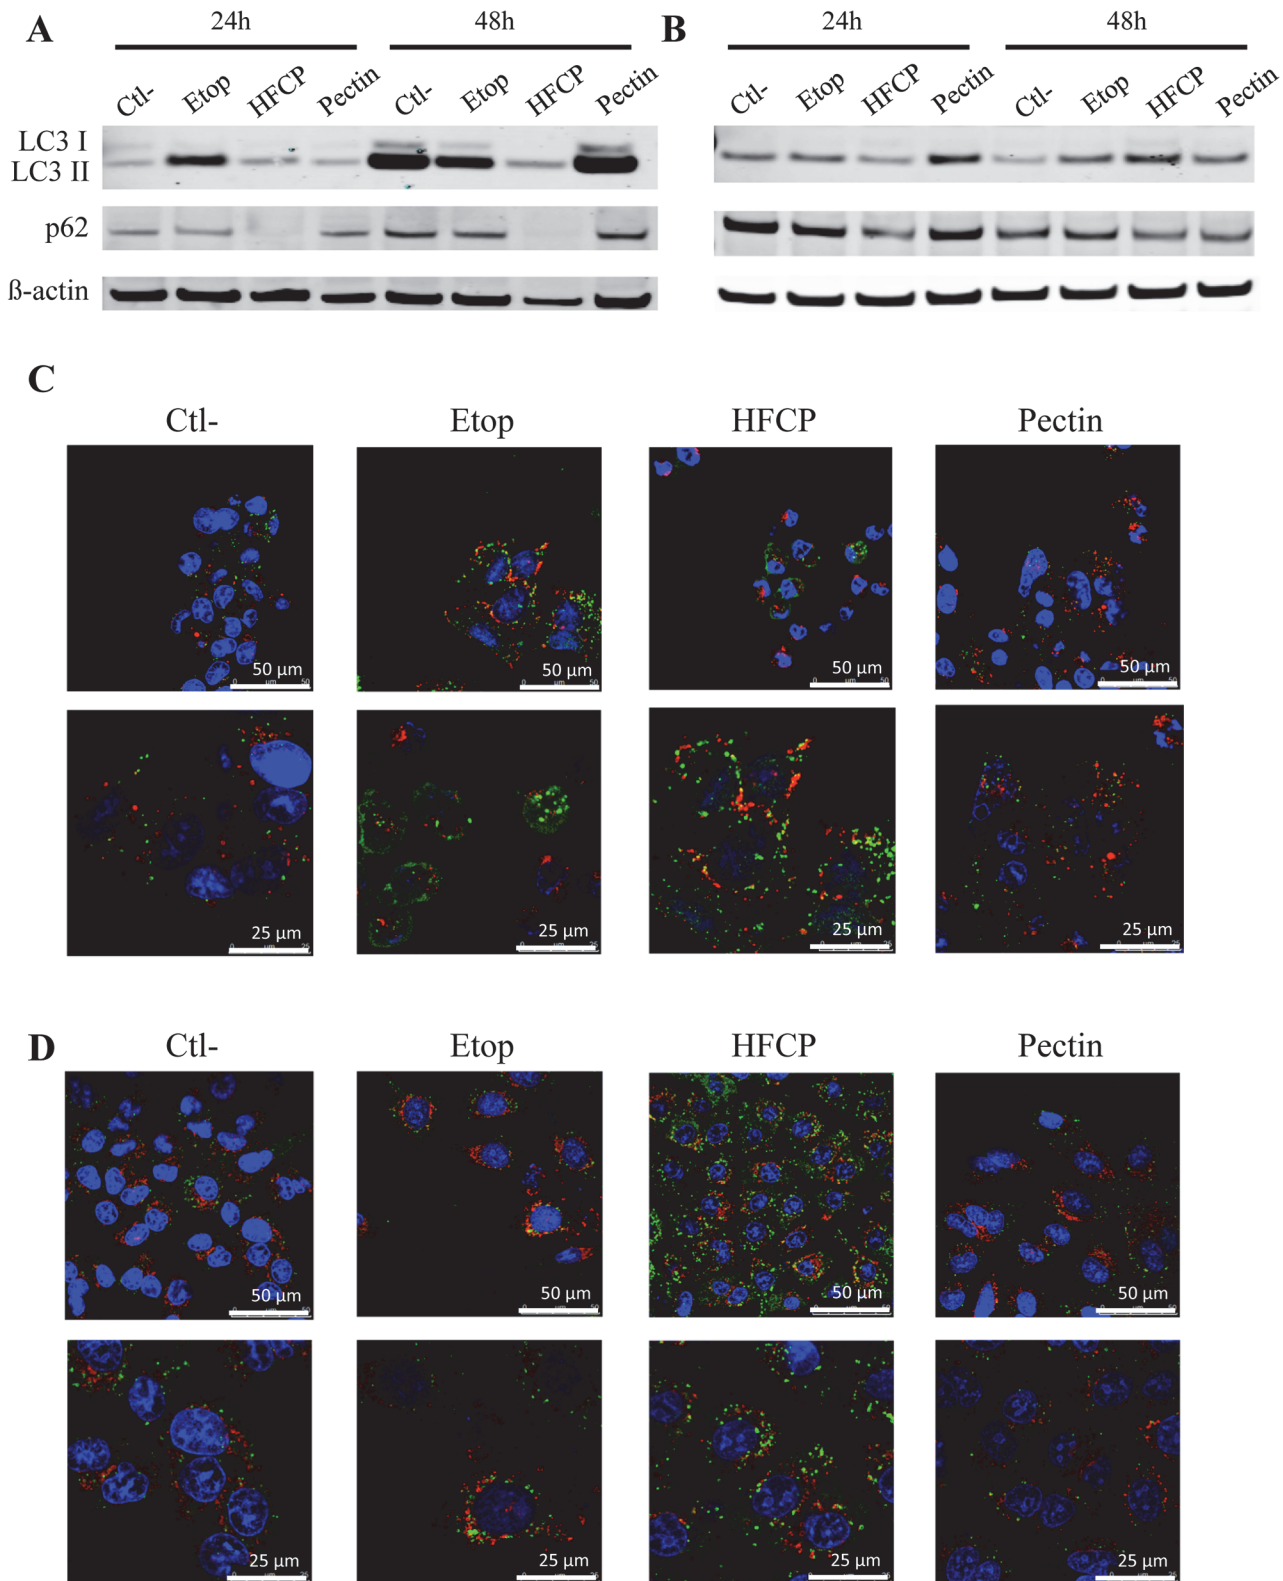 A 24h 48h B 24h 48h
Ctl- Etop HFCP Pectin Ctl- Etop HFCP Pectin Ctl- Etop HFCP Pectin Ctl- Etop HFCP Pectin
LC3 I
LC3 II
p62
ß-actin
C
Ctl- Etop HFCP Pectin
50 µm 50 µm 50 µm 50 µm
25 µm 25 µm 25 µm 25 µm
D
Ctl- Etop HFCP Pectin
50 µm 50 µm 50 µm 50 µm
25 µm 25 µm 25 µm 25 µm